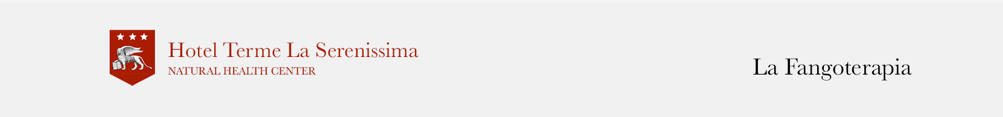 Hotel Terme La Serenissima
NATURAL HEALTH CENTER
La Fangoterapia